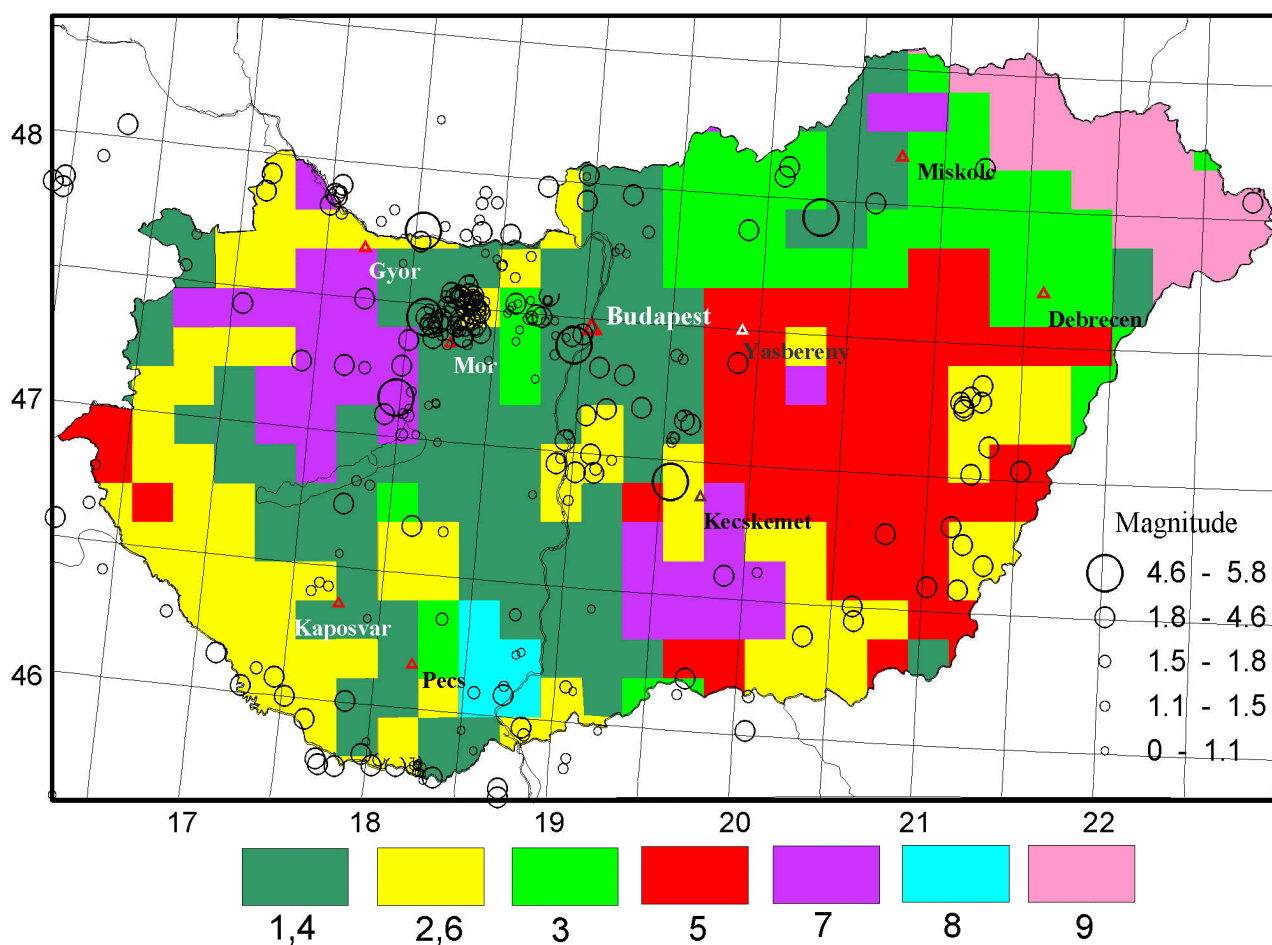 48
Miskolc
Gyor
Budapest
Debrecen
Yasbereny
Mor
47
Kecskemet
Magnitude
4.6 - 5.8
1.8 - 4.6
Kaposvar
1.5 - 1.8
46
Pecs
1.1 - 1.5
0 - 1.1
17 18 19 20 21 22
1,4 2,6 3 5 7 8 9